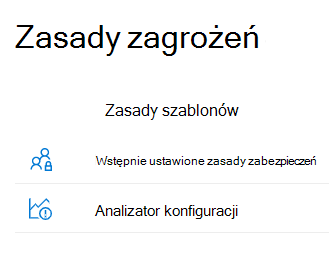 Zasady zagrożeń
Zasady szablonów
Wstępnie ustawione zasady zabezpieczeń
Analizator konfiguracji